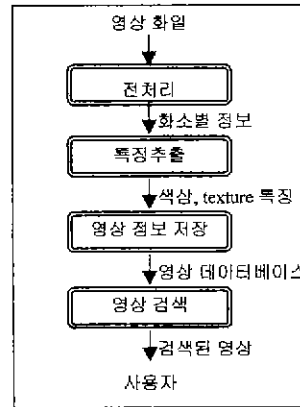 영상 화일
전처리
화소별 정보
특징추출
색상, texture 특징
영상 정보 저장
영상 데이터베이스
영상 검색
검색된 영상
사용자